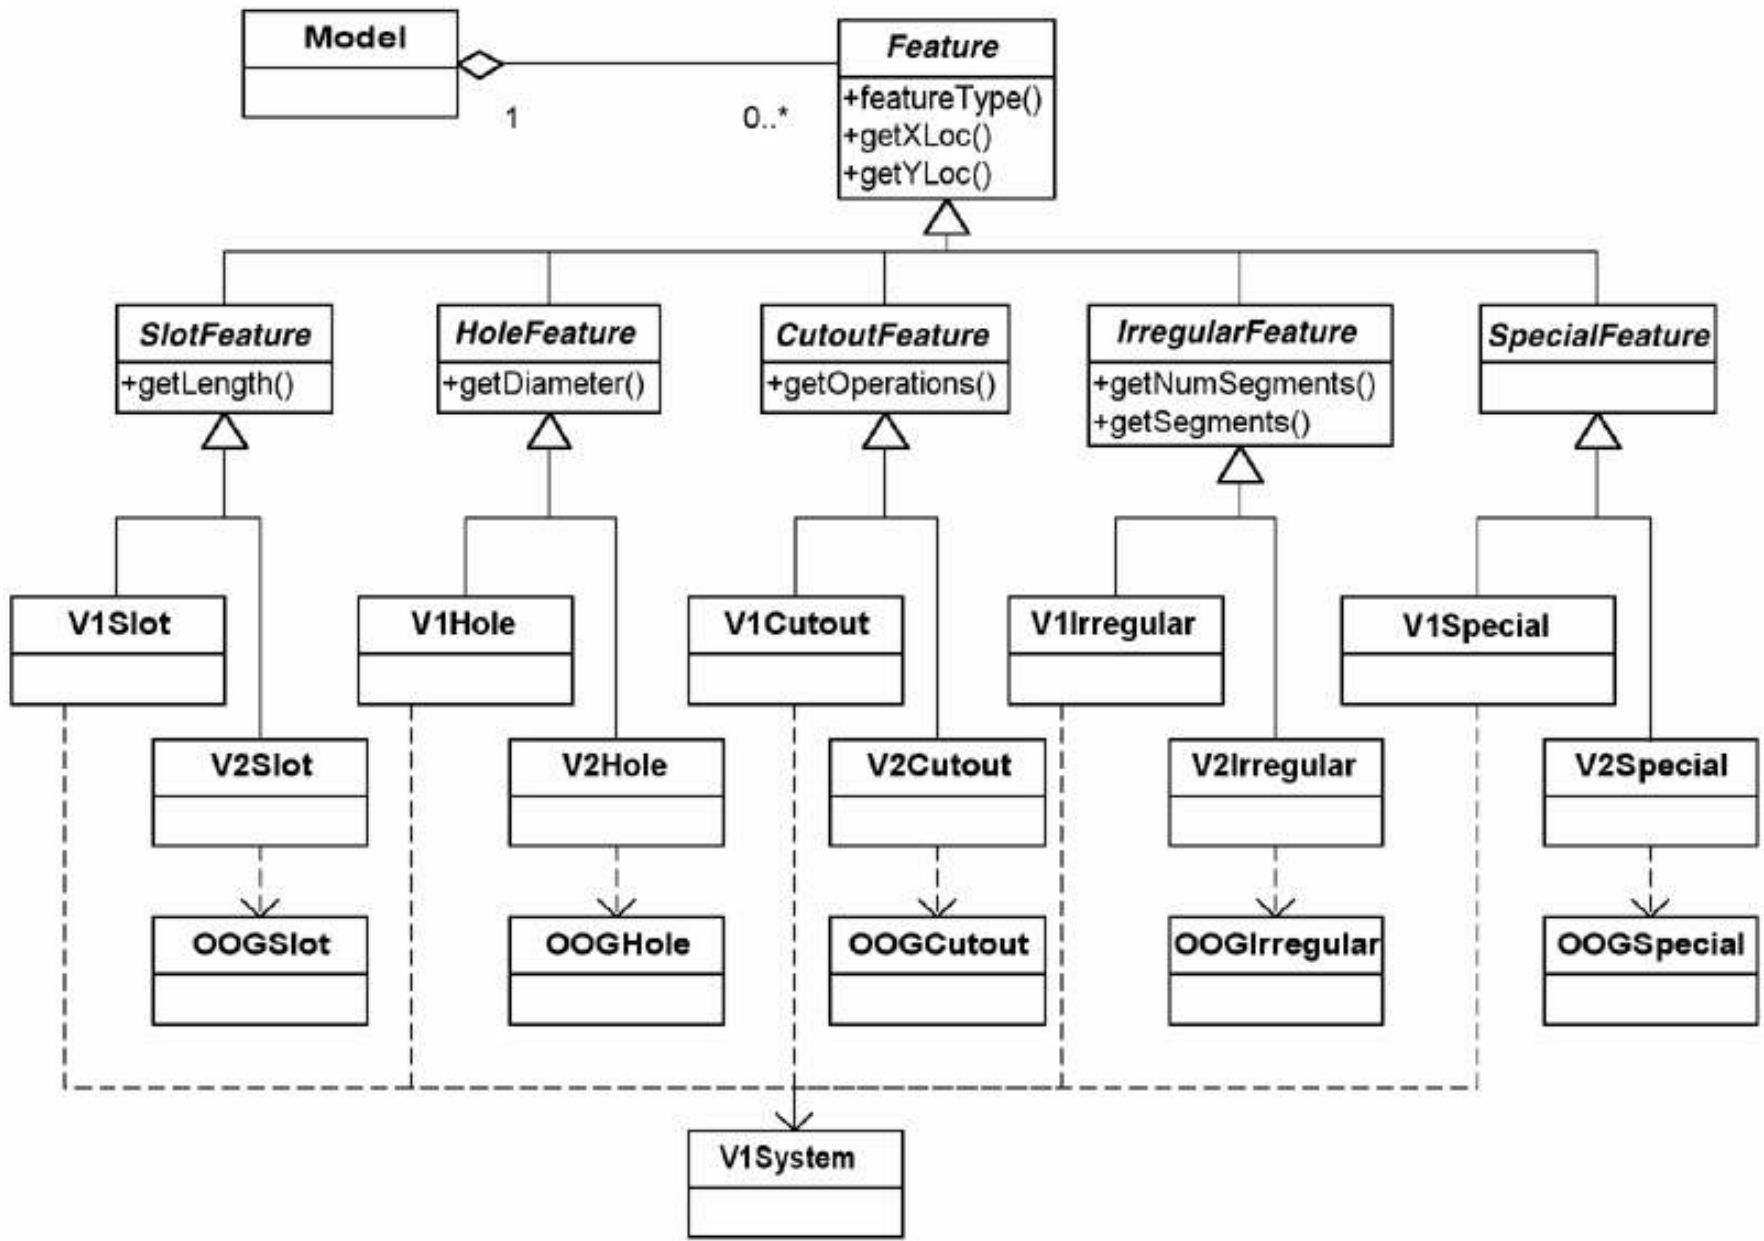 Model
Feature
+featureType()
+getXLoc()
+getYLoc()
1
0..*
SlotFeature
+getLength()
HoleFeature
+getDiameter()
CutoutFeature
+getOperations()
IrregularFeature
+getNumSegments()
+getSegments()
SpecialFeature
V1Slot
V1Hole
V1Cutout
V1Irregular
V1Special
V2Slot
V2Hole
V2Cutout
V2Irregular
V2Special
OOGSlot
OOGHole
OOGCutout
OOGIrregular
OOGSpecial
V1System